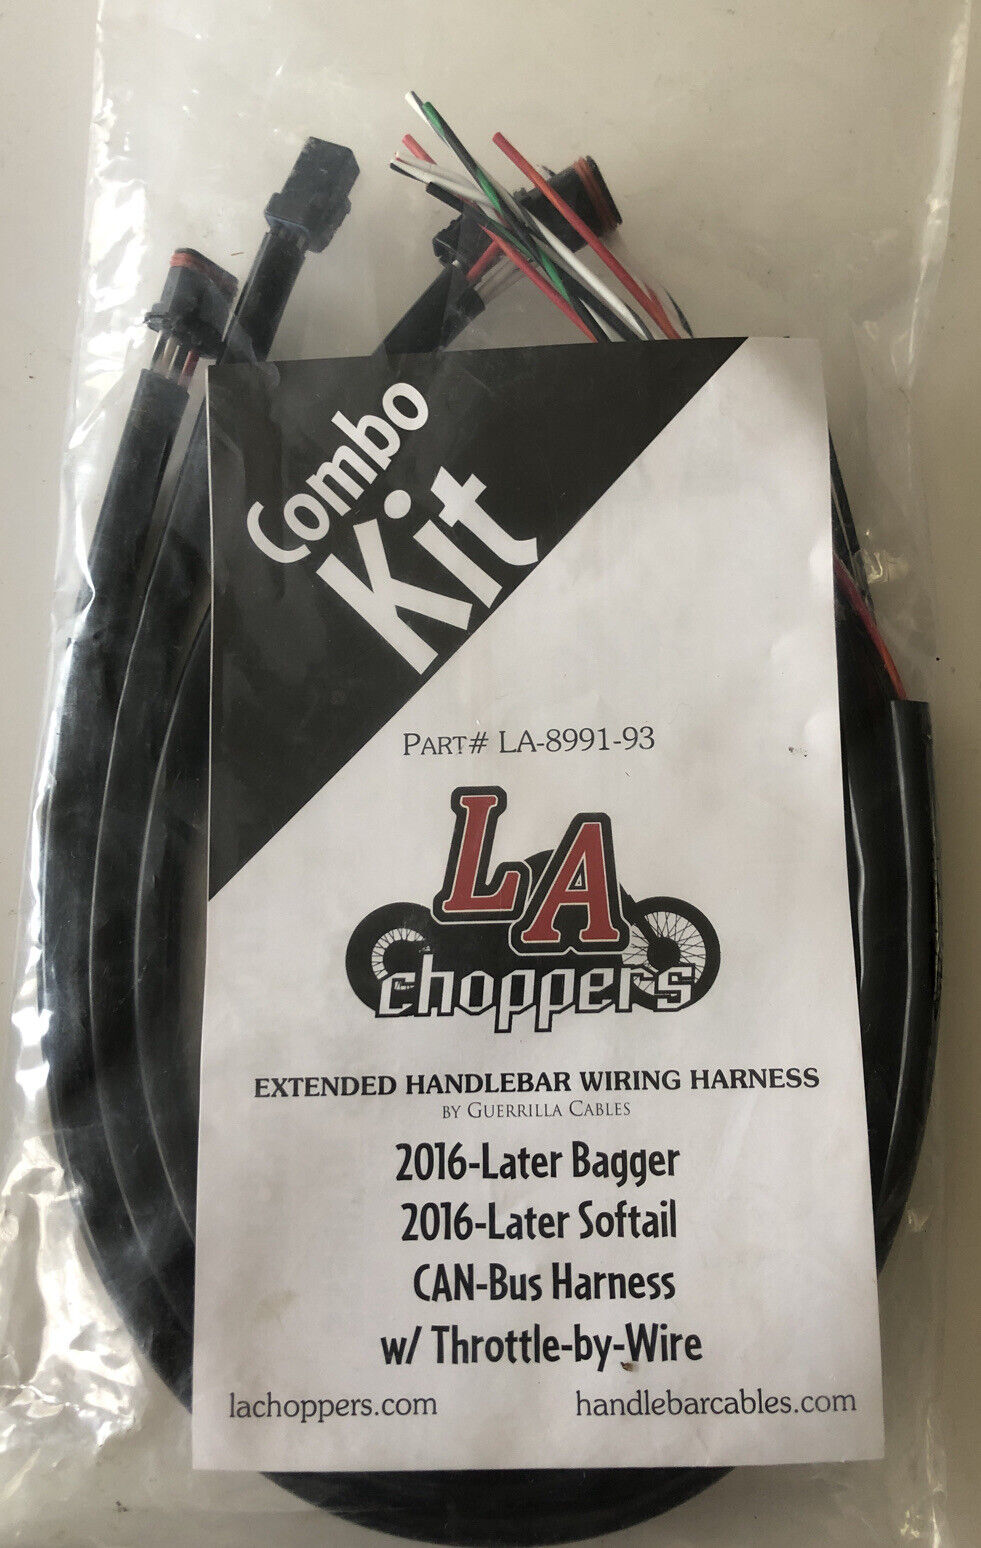 Combo
Kit
PART# LA-8991-93
LA
choppers
EXTENDED HANDLEBAR WIRING HARNESS
BY GUERRILLA CABLES
2016-Later Bagger
2016-Later Softail
CAN-Bus Harness
w/ Throttle-by-Wire
lachoppers.com
handlebarcables.com